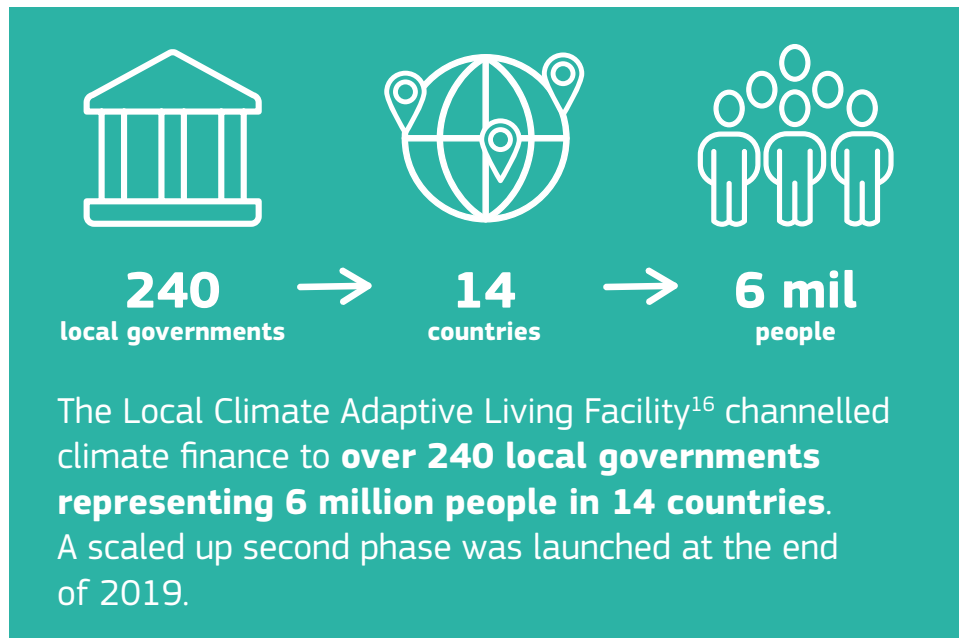 240 → 14 → 6 mil
local governments countries people
The Local Climate Adaptive Living Facility¹⁶ channelled
climate finance to over 240 local governments
representing 6 million people in 14 countries.
A scaled up second phase was launched at the end
of 2019.